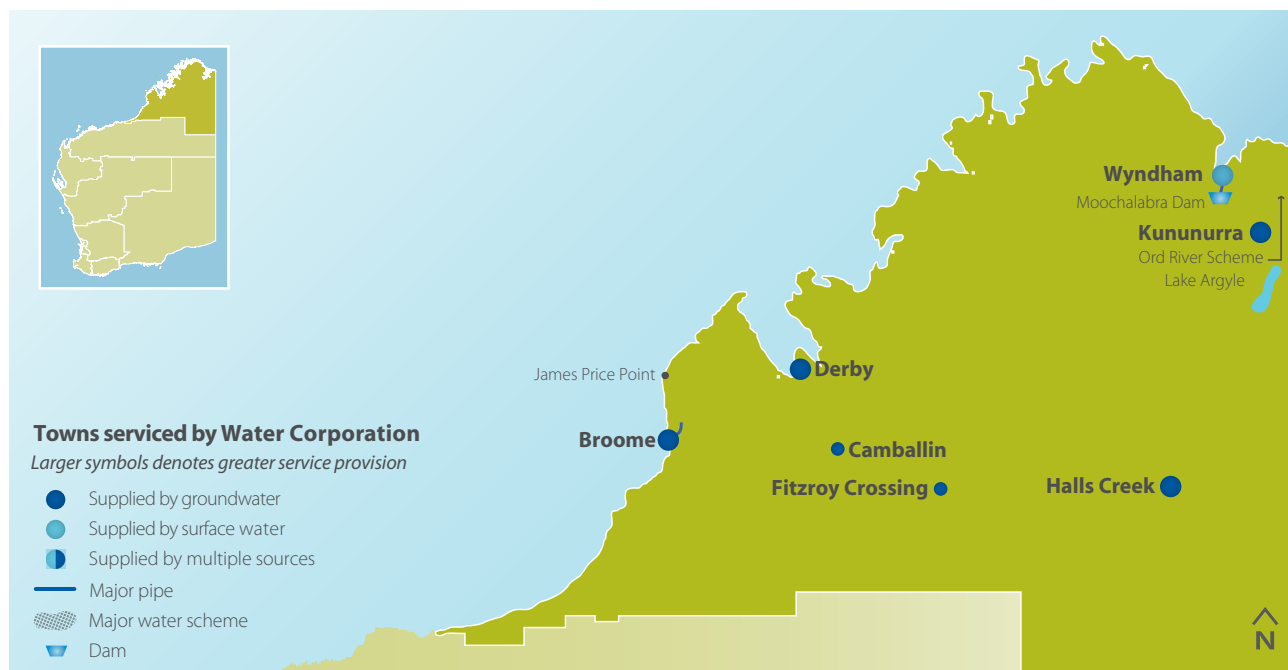 Wyndham
Moochalabra Dam
Kununurra
Ord River Scheme
Lake Argyle
James Price Point
Derby
Broome
Camballin
Fitzroy Crossing
Halls Creek
Towns serviced by Water Corporation
Larger symbols denotes greater service provision
Supplied by groundwater
Supplied by surface water
Supplied by multiple sources
Major pipe
Major water scheme
Dam
N